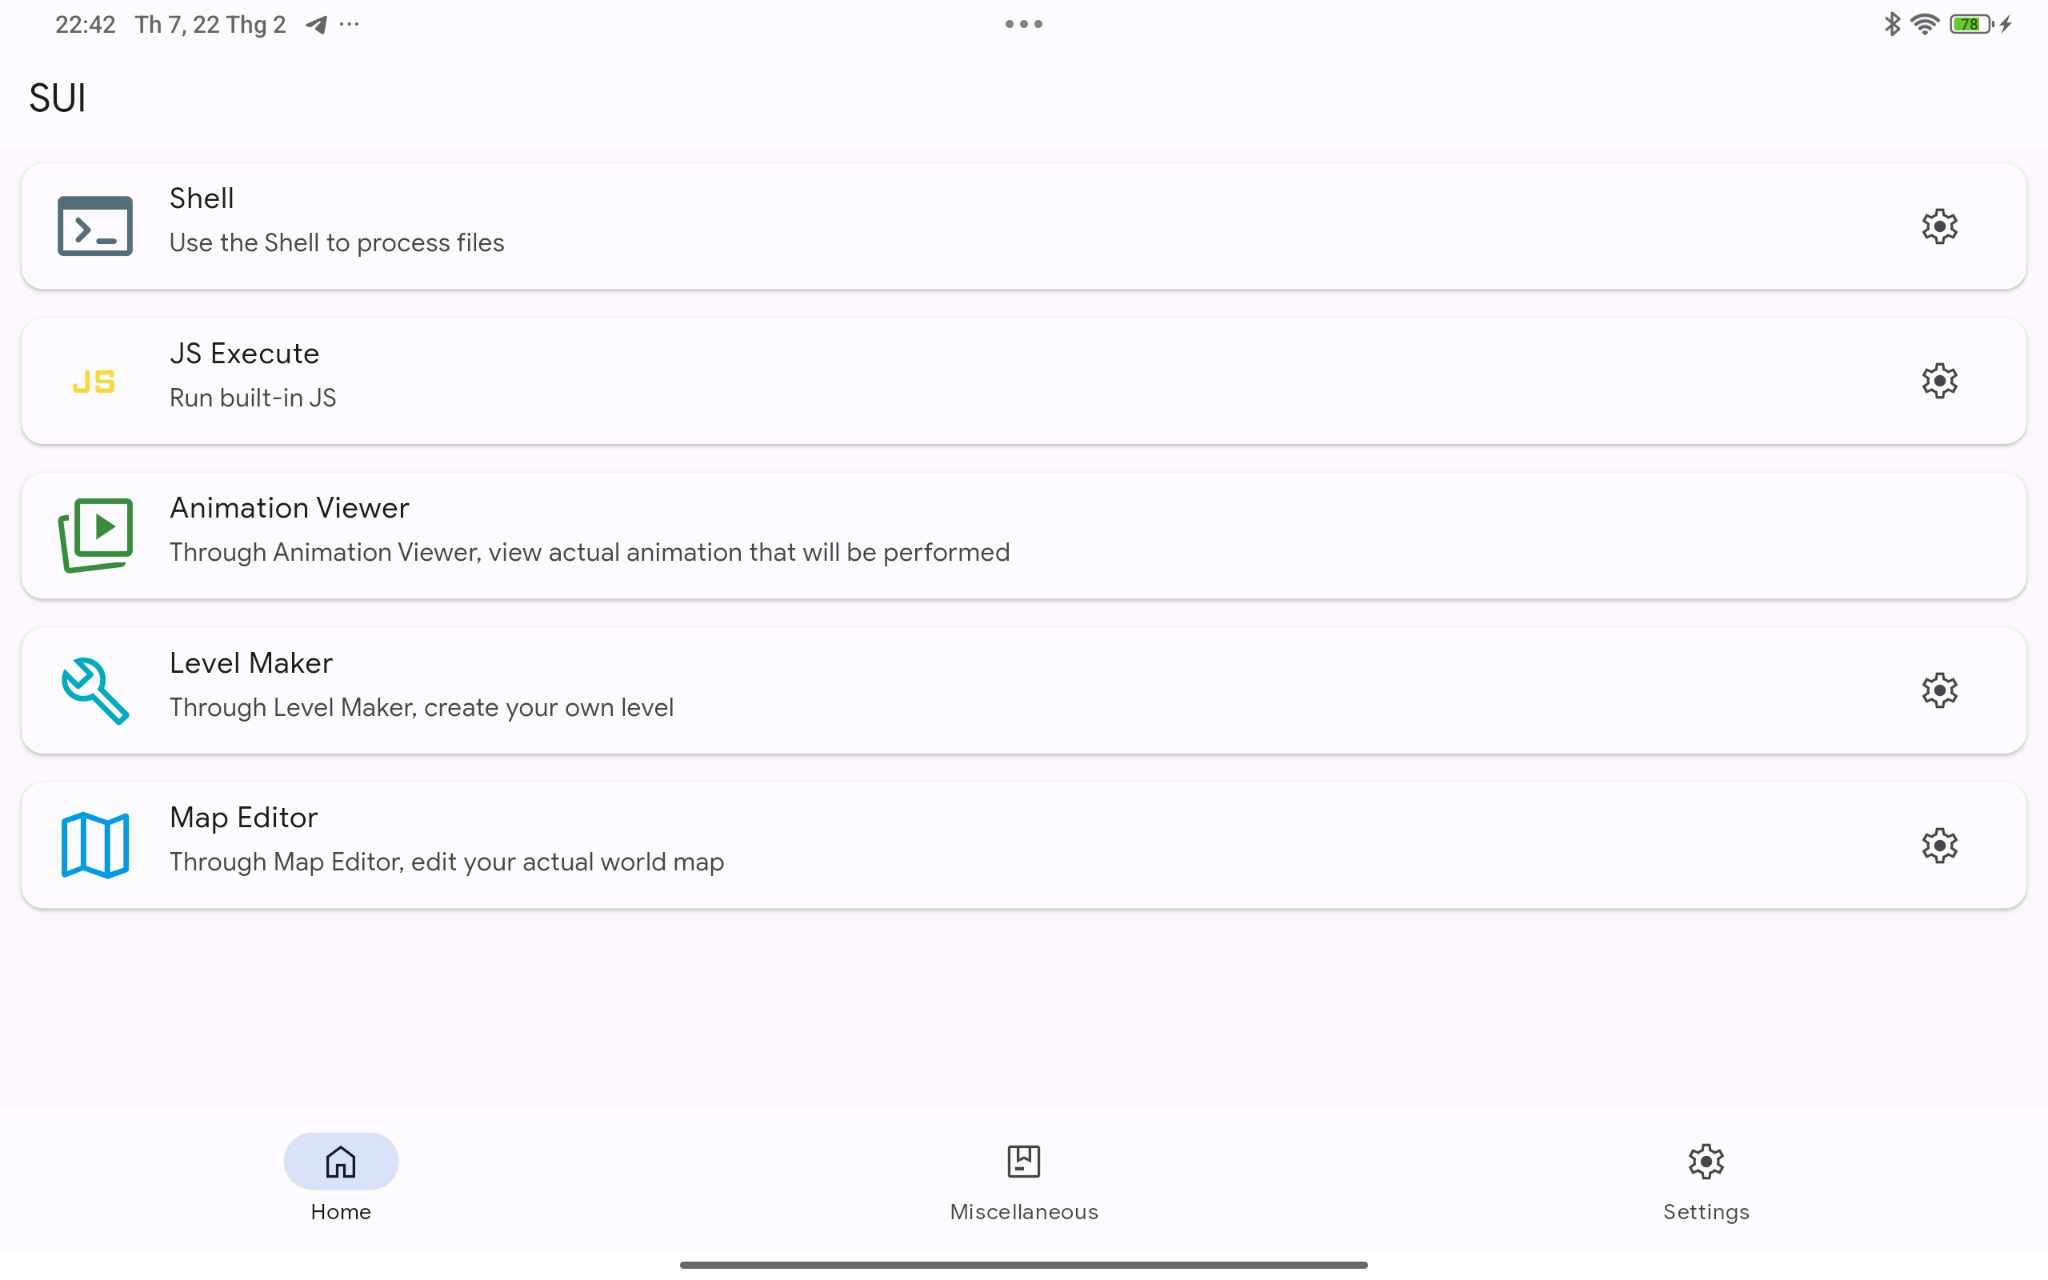 22:42 Th 7, 22 Thg 2 ···
78
SUI
Shell
Use the Shell to process files
JS
JS Execute
Run built-in JS
Animation Viewer
Through Animation Viewer, view actual animation that will be performed
Level Maker
Through Level Maker, create your own level
Map Editor
Through Map Editor, edit your actual world map
Home
Miscellaneous
Settings